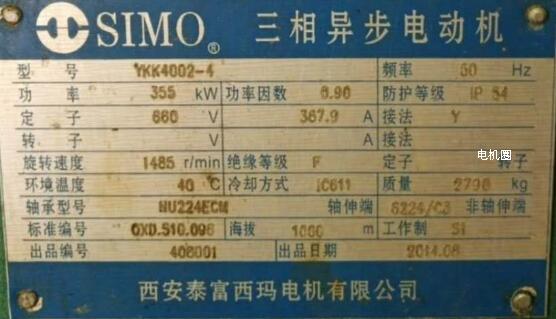 SIMO® 三相异步电动机
型号 YKK4002-4 频率 50 Hz
功率 355 kW 功率因数 0.90 防护等级 IP 54
定子 660 V 367.9 A 接法 Y
转子 V A 接法
旋转速度 1485 r/min 绝缘等级 F 定子 转子
电机圈
环境温度 40 ℃ 冷却方式 IC611 质量 2790 kg
轴承型号 NU224ECM 轴伸端 6224/C3 非轴伸端
标准编号 OXD.510.096 海拔 1000 m 工作制 S1
出品编号 408001 出品日期 2014.08
西安泰富西玛电机有限公司